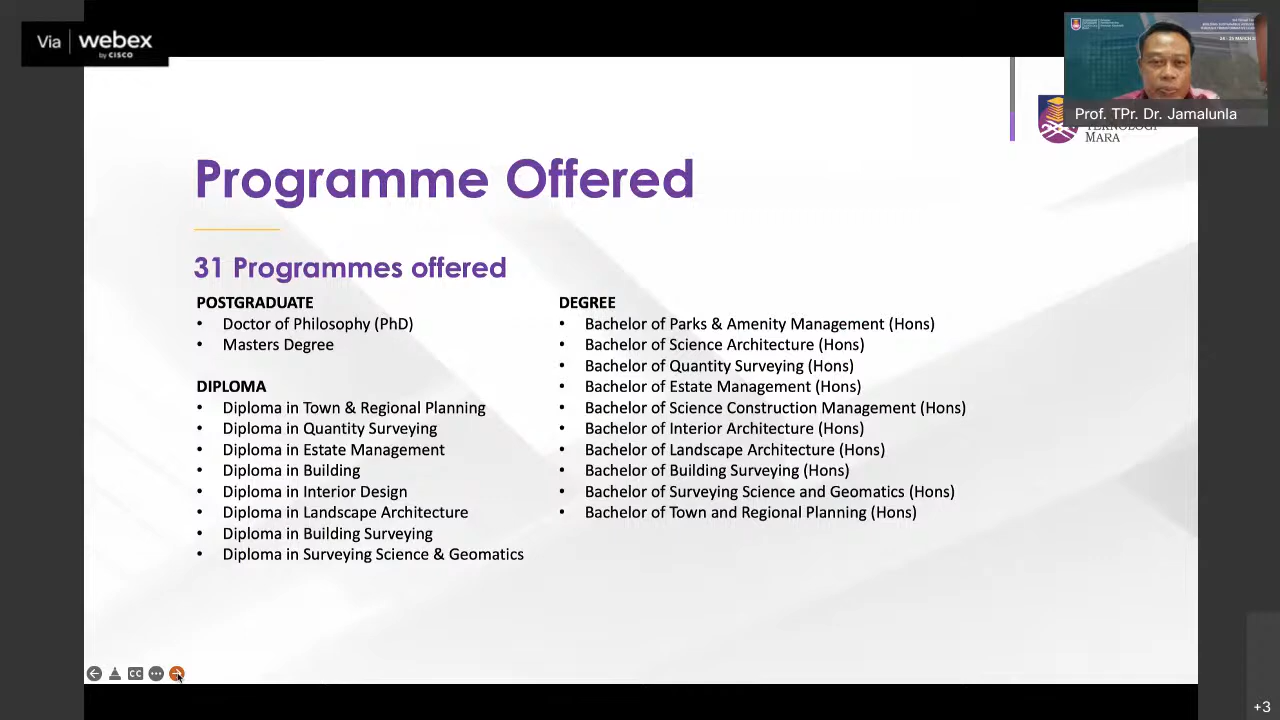 Via webex
by CISCO
Prof. TPr. Dr. Jamalunla
MARA
Programme Offered
31 Programmes offered
POSTGRADUATE
• Doctor of Philosophy (PhD)
• Masters Degree
DIPLOMA
• Diploma in Town & Regional Planning
• Diploma in Quantity Surveying
• Diploma in Estate Management
• Diploma in Building
• Diploma in Interior Design
• Diploma in Landscape Architecture
• Diploma in Building Surveying
• Diploma in Surveying Science & Geomatics
DEGREE
• Bachelor of Parks & Amenity Management (Hons)
• Bachelor of Science Architecture (Hons)
• Bachelor of Quantity Surveying (Hons)
• Bachelor of Estate Management (Hons)
• Bachelor of Science Construction Management (Hons)
• Bachelor of Interior Architecture (Hons)
• Bachelor of Landscape Architecture (Hons)
• Bachelor of Building Surveying (Hons)
• Bachelor of Surveying Science and Geomatics (Hons)
• Bachelor of Town and Regional Planning (Hons)
CC
+3